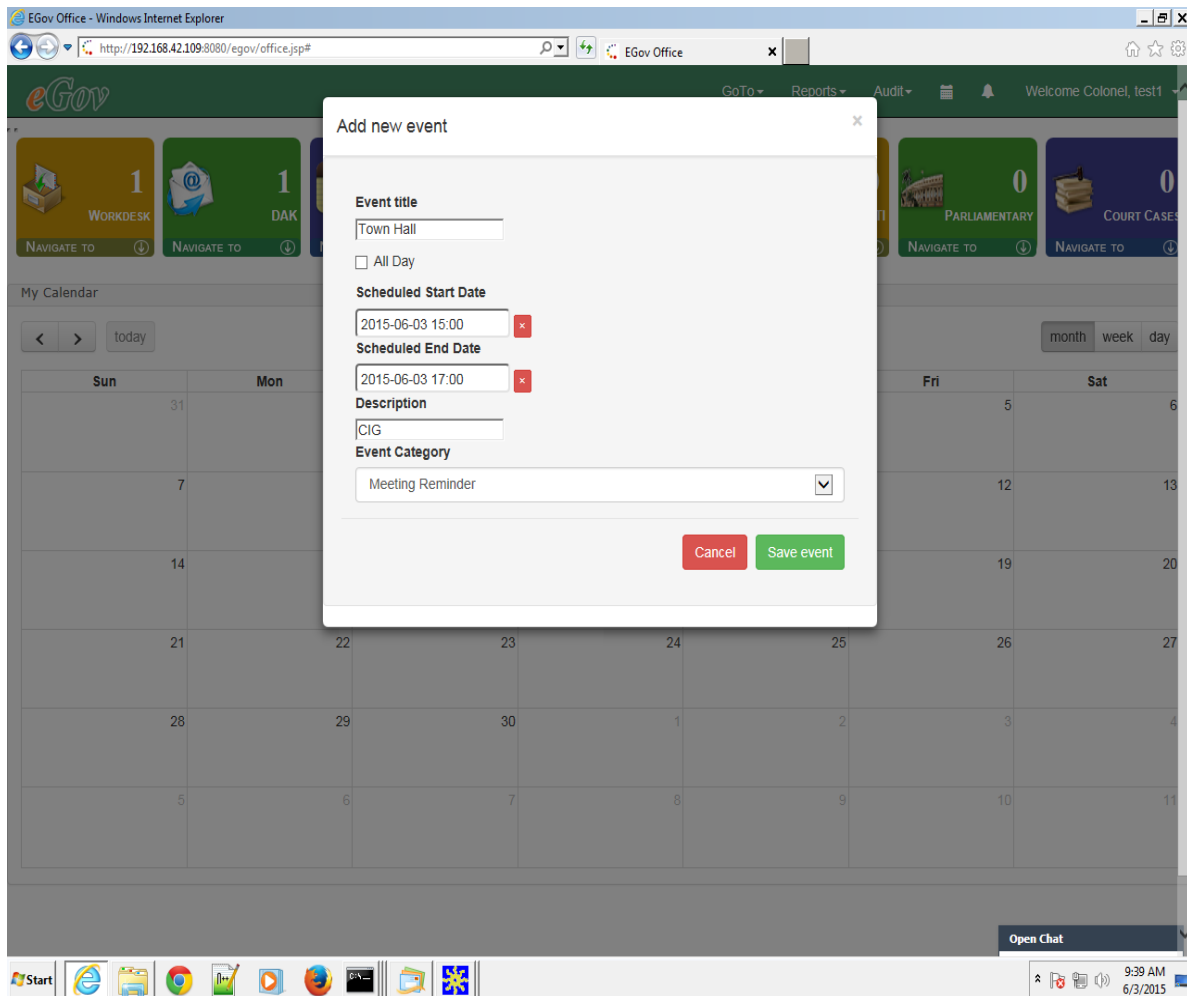 EGov Office - Windows Internet Explorer
http://192.168.42.109:8080/egov/office.jsp#
EGov Office
eGov
GoTo
Reports
Audit
Welcome Colonel, test1
1
WORKDESK
NAVIGATE TO
1
DAK
NAVIGATE TO
0
PARLIAMENTARY
NAVIGATE TO
0
COURT CASES
NAVIGATE TO
Add new event
×
Event title
Town Hall
All Day
Scheduled Start Date
2015-06-03 15:00
×
Scheduled End Date
2015-06-03 17:00
×
Description
CIG
Event Category
Meeting Reminder
Cancel
Save event
My Calendar
today
month week day
Sun Mon Fri Sat
31 5 6
7 12 13
14 19 20
21 22 23 24 25 26 27
28 29 30 1 2 3 4
5 6 7 8 9 10 11
Open Chat
Start
9:39 AM
6/3/2015